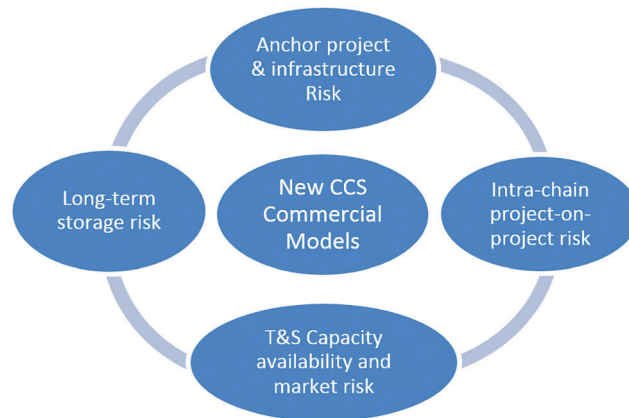 Anchor project
& infrastructure
Risk
Long-term
storage risk
New CCS
Commercial
Models
Intra-chain
project-on-
project risk
T&S Capacity
availability and
market risk